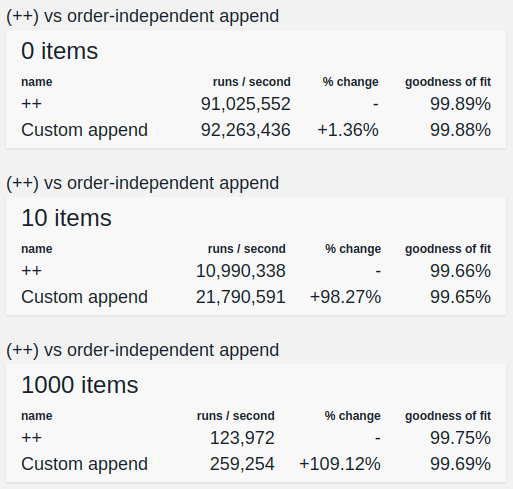 (++) vs order-independent append
0 items
name runs / second % change goodness of fit
++ 91,025,552 - 99.89%
Custom append 92,263,436 +1.36% 99.88%
(++) vs order-independent append
10 items
name runs / second % change goodness of fit
++ 10,990,338 - 99.66%
Custom append 21,790,591 +98.27% 99.65%
(++) vs order-independent append
1000 items
name runs / second % change goodness of fit
++ 123,972 - 99.75%
Custom append 259,254 +109.12% 99.69%